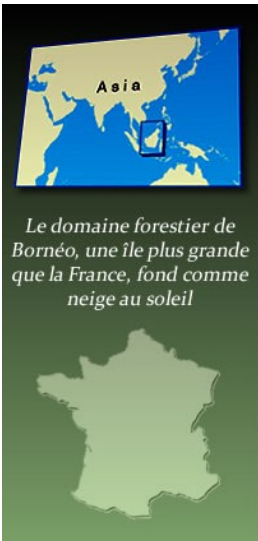 Asia
Le domaine forestier de
Bornéo, une île plus grande
que la France, fond comme
neige au soleil